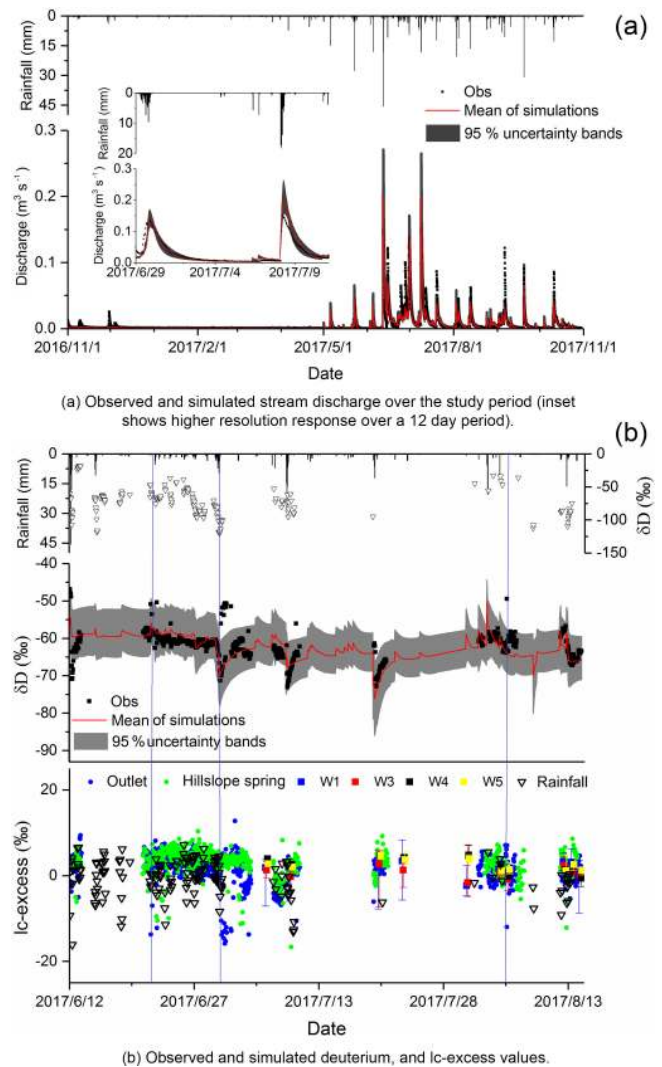 (a)
Rainfall (mm)
0
15
30
45
Obs
Mean of simulations
95 % uncertainty bands
Rainfall (mm)
0
10
20
Discharge (m³ s⁻¹)
0.3
0.2
0.1
0.0
2017/6/29 2017/7/4 2017/7/9
Discharge (m³ s⁻¹)
0.3
0.2
0.1
0.0
2016/11/1 2017/2/1 2017/5/1 2017/8/1 2017/11/1
Date
(a) Observed and simulated stream discharge over the study period (inset
shows higher resolution response over a 12 day period).
(b)
Rainfall (mm)
0
15
30
45
0
-50
-100
-150
δD (‰)
δD (‰)
-40
-50
-60
-70
-80
-90
Obs
Mean of simulations
95 % uncertainty bands
Outlet Hillslope spring W1 W3 W4 W5 Rainfall
lc-excess (‰)
25
0
-25
2017/6/12 2017/6/27 2017/7/13 2017/7/28 2017/8/13
Date
(b) Observed and simulated deuterium, and lc-excess values.